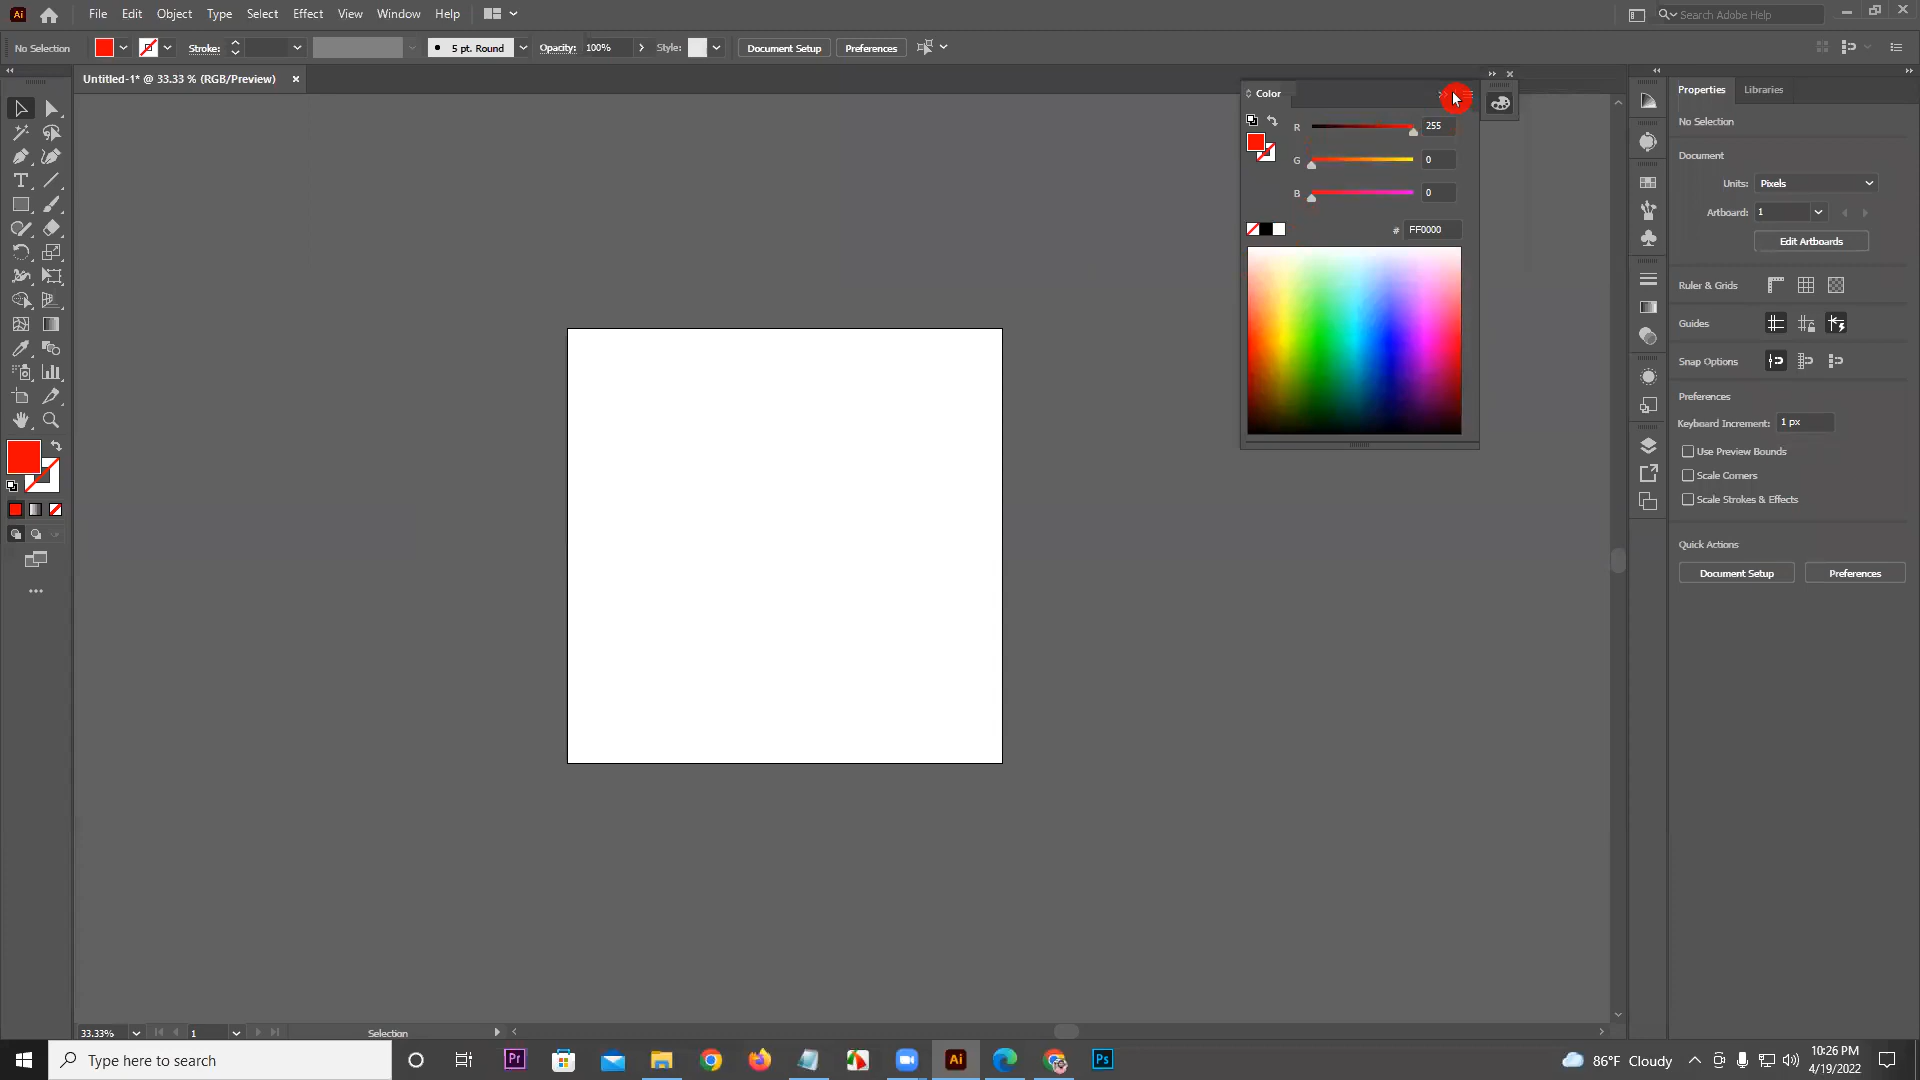 Ai File Edit Object Type Select Effect View Window Help Search Adobe Help
No Selection Stroke: 5 pt. Round Opacity: 100% Style: Document Setup Preferences
Untitled-1* @ 33.33 % (RGB/Preview)
Color
R 255
G 0
B 0
# FF0000
Properties Libraries
No Selection
Document
Units: Pixels
Artboard: 1
Edit Artboards
Ruler & Grids
Guides
Snap Options
Preferences
Keyboard Increment: 1 px
Use Preview Bounds
Scale Corners
Scale Strokes & Effects
Quick Actions
Document Setup Preferences
33.33% 1 Selection
Type here to search Pr Ai Ps 86°F Cloudy
10:26 PM
4/19/2022